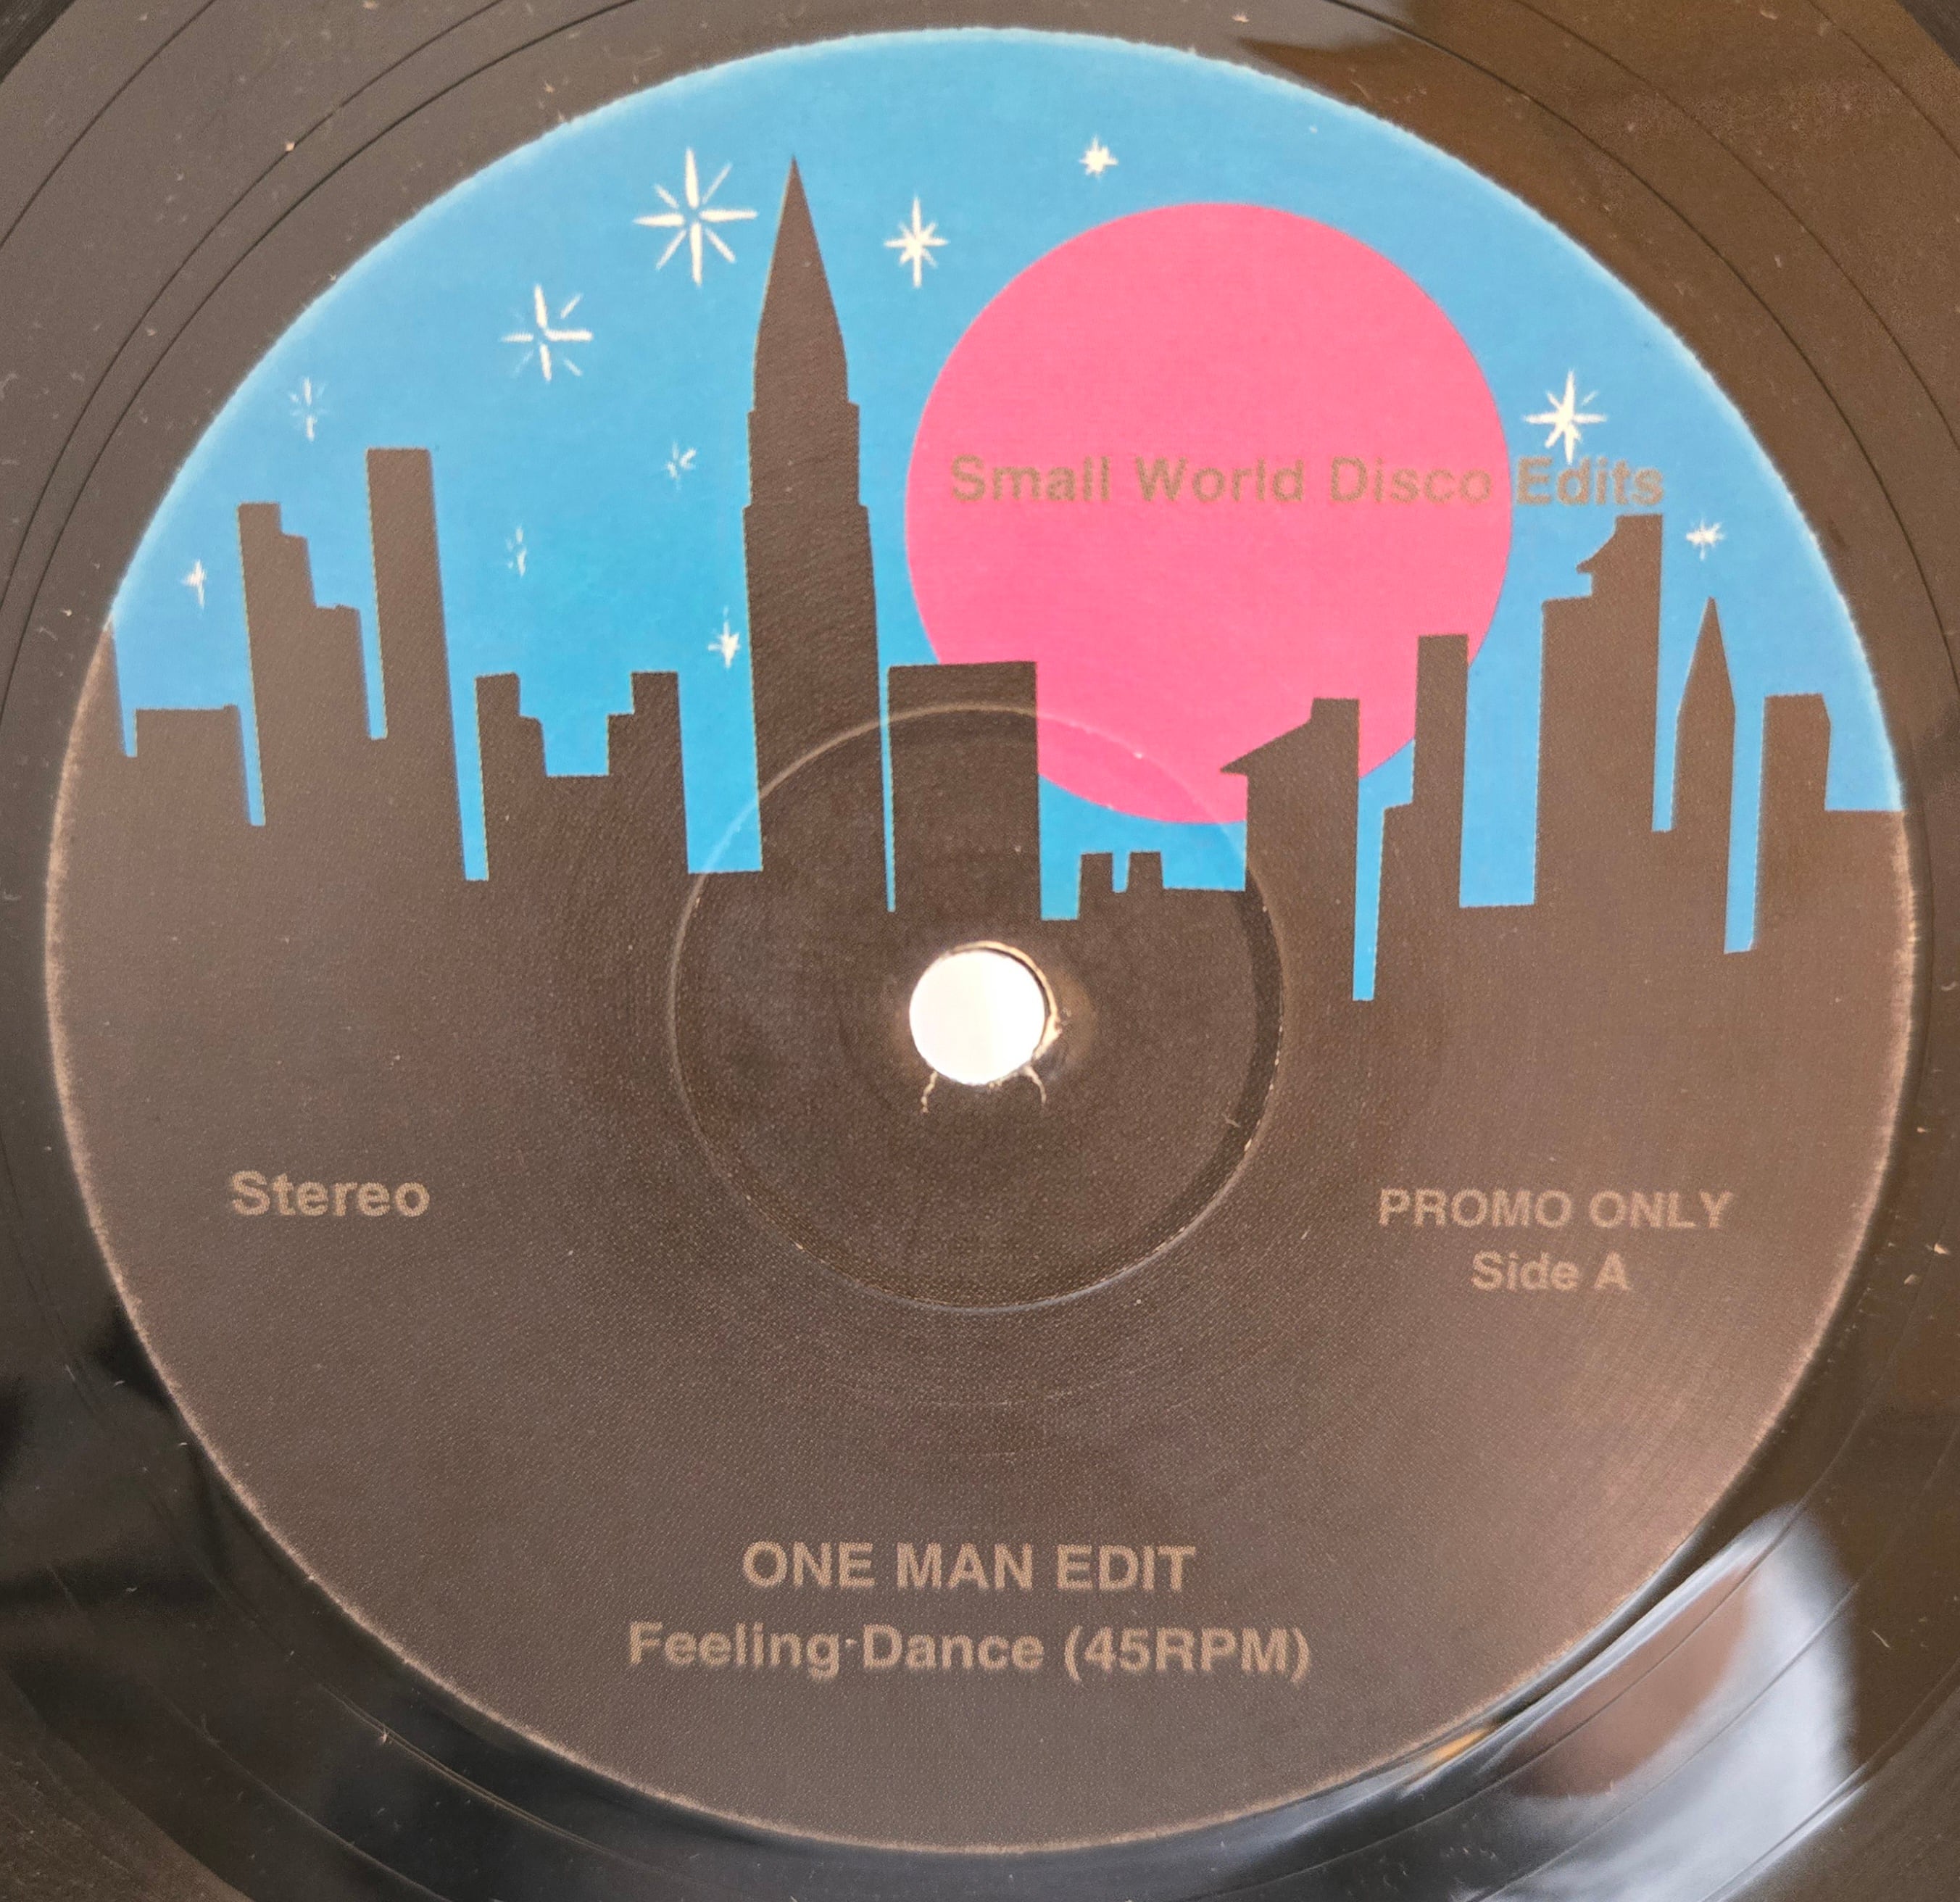 Small World Disco Edits
Stereo
PROMO ONLY
Side A
ONE MAN EDIT
Feeling Dance (45RPM)